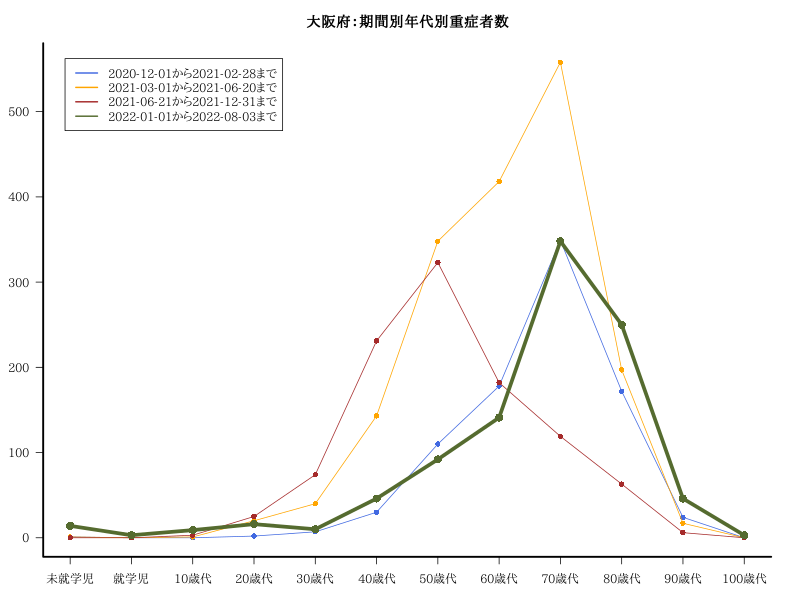 大阪府：期間別年代別重症者数
2020-12-01から2021-02-28まで
2021-03-01から2021-06-20まで
2021-06-21から2021-12-31まで
2022-01-01から2022-08-03まで
500
400
300
200
100
0
未就学児 就学児 10歳代 20歳代 30歳代 40歳代 50歳代 60歳代 70歳代 80歳代 90歳代 100歳代